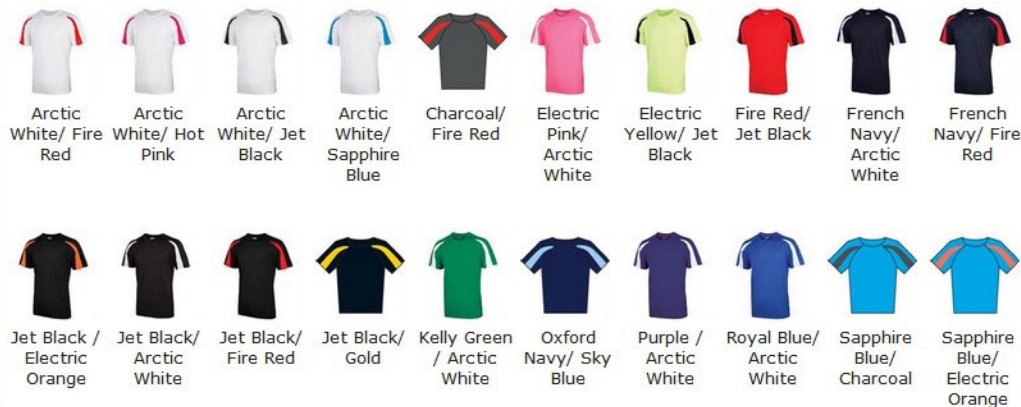 Arctic
White/ Fire
Red
Arctic
White/ Hot
Pink
Arctic
White/ Jet
Black
Arctic
White/
Sapphire
Blue
Charcoal/
Fire Red
Electric
Pink/
Arctic
White
Electric
Yellow/ Jet
Black
Fire Red/
Jet Black
French
Navy/
Arctic
White
French
Navy/ Fire
Red
Jet Black /
Electric
Orange
Jet Black/
Arctic
White
Jet Black/
Fire Red
Jet Black/
Gold
Kelly Green
/ Arctic
White
Oxford
Navy/ Sky
Blue
Purple /
Arctic
White
Royal Blue/
Arctic
White
Sapphire
Blue/
Charcoal
Sapphire
Blue/
Electric
Orange